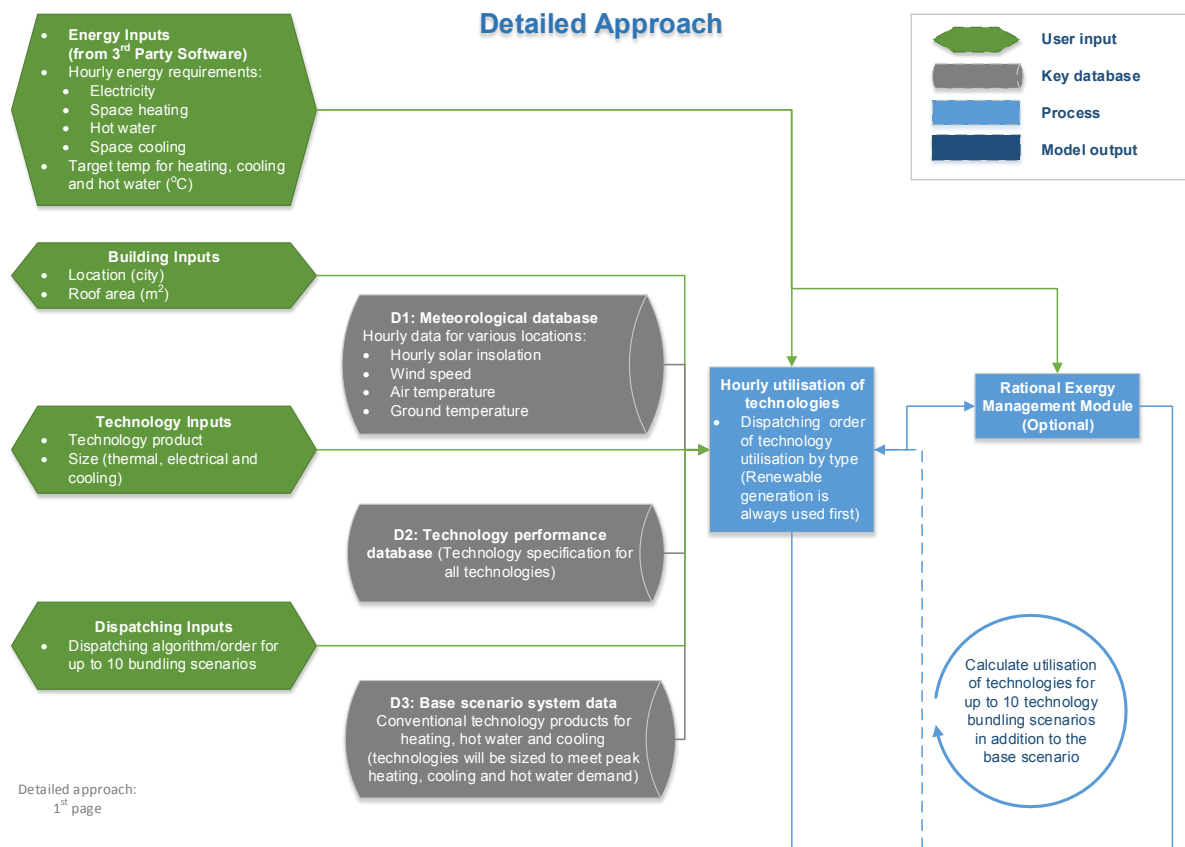 Detailed Approach
• Energy Inputs
(from 3rd Party Software)
• Hourly energy requirements:
• Electricity
• Space heating
• Hot water
• Space cooling
• Target temp for heating, cooling
and hot water (°C)
User input
Key database
Process
Model output
Building Inputs
• Location (city)
• Roof area (m²)
D1: Meteorological database
Hourly data for various locations:
• Hourly solar insolation
• Wind speed
• Air temperature
• Ground temperature
Technology Inputs
• Technology product
• Size (thermal, electrical and
cooling)
D2: Technology performance
database (Technology specification for
all technologies)
Dispatching Inputs
• Dispatching algorithm/order for
up to 10 bundling scenarios
D3: Base scenario system data
Conventional technology products for
heating, hot water and cooling
(technologies will be sized to meet peak
heating, cooling and hot water demand)
Hourly utilisation of
technologies
• Dispatching order
of technology
utilisation by type
(Renewable
generation is
always used first)
Rational Exergy
Management Module
(Optional)
Calculate utilisation
of technologies for
up to 10 technology
bundling scenarios
in addition to the
base scenario
Detailed approach:
1st page